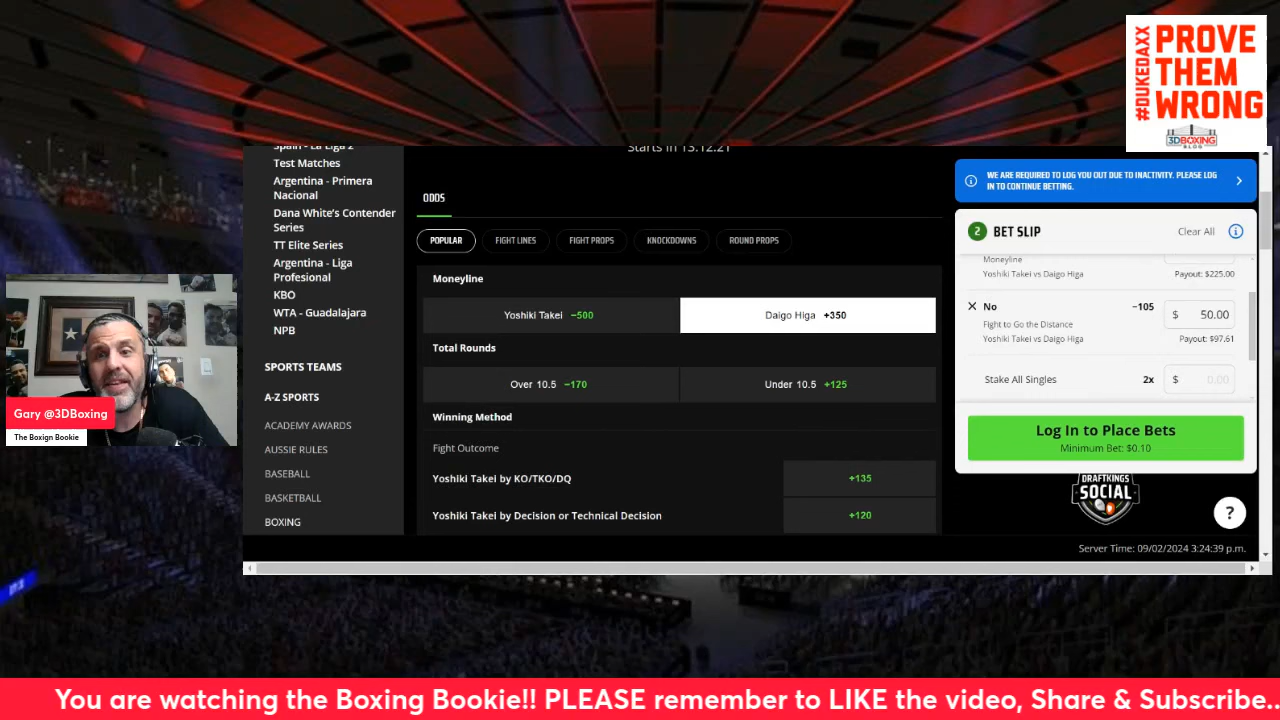 #DUKEDAXX
PROVE
THEM
WRONG
3DBOXING
BLOG
Spain - La Liga 2
Test Matches
Argentina - Primera
Nacional
Dana White's Contender
Series
TT Elite Series
Argentina - Liga
Profesional
KBO
WTA - Guadalajara
NPB
SPORTS TEAMS
A-Z SPORTS
ACADEMY AWARDS
AUSSIE RULES
BASEBALL
BASKETBALL
BOXING
Starts in 13:12:21
ODDS
POPULAR
FIGHT LINES
FIGHT PROPS
KNOCKDOWNS
ROUND PROPS
Moneyline
Yoshiki Takei −500
Daigo Higa +350
Total Rounds
Over 10.5 −170
Under 10.5 +125
Winning Method
Fight Outcome
Yoshiki Takei by KO/TKO/DQ +135
Yoshiki Takei by Decision or Technical Decision +120
WE ARE REQUIRED TO LOG YOU OUT DUE TO INACTIVITY. PLEASE LOG
IN TO CONTINUE BETTING.
2 BET SLIP Clear All
Moneyline
Yoshiki Takei vs Daigo Higa Payout: $225.00
No −105 $ 50.00
Fight to Go the Distance
Yoshiki Takei vs Daigo Higa Payout: $97.61
Stake All Singles 2x $ 0.00
Log In to Place Bets
Minimum Bet: $0.10
DRAFTKINGS
SOCIAL
?
Server Time: 09/02/2024 3:24:39 p.m.
Gary @3DBoxing
The Boxign Bookie
You are watching the Boxing Bookie!! PLEASE remember to LIKE the video, Share & Subscribe..